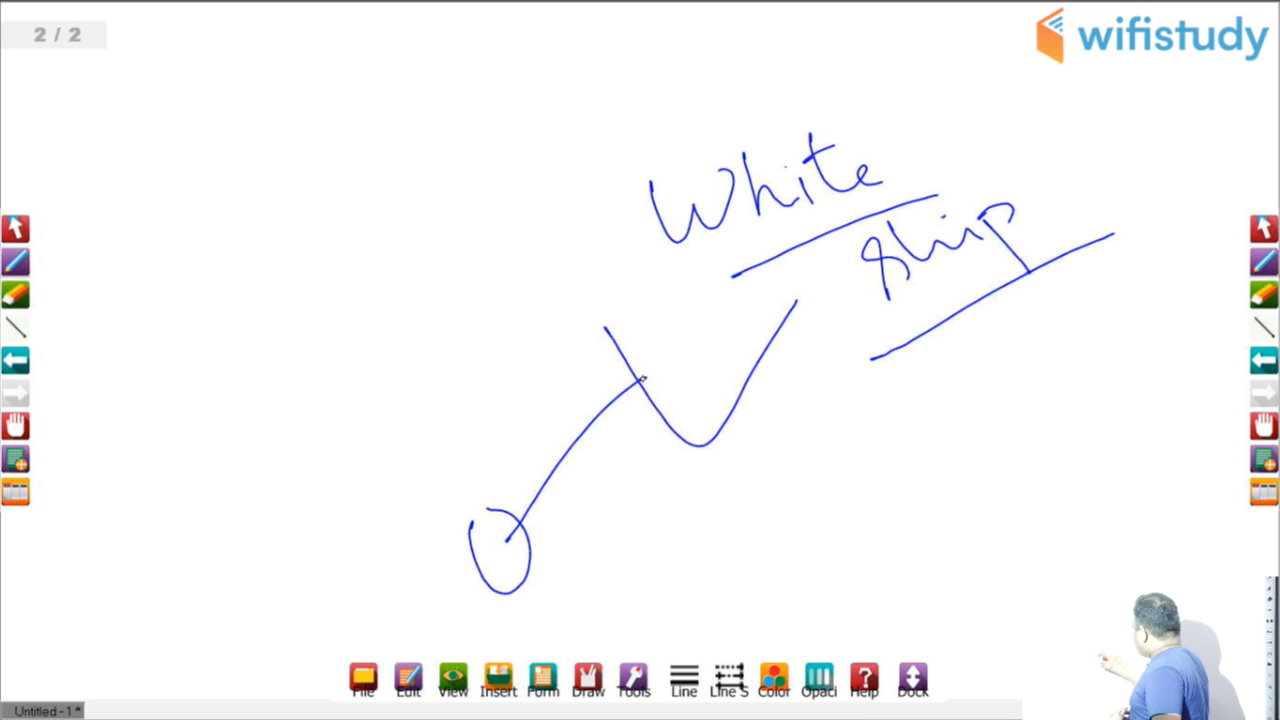 2 / 2
wifistudy
White
Ship
File Edit View Insert Form Draw Tools Line Line S Color Opaci Help Dock
Untitled - 1 *